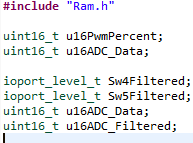 #include "Ram.h"
uint16_t u16PwmPercent;
uint16_t u16ADC_Data;
ioport_level_t Sw4Filtered;
ioport_level_t Sw5Filtered;
uint16_t u16ADC_Data;
uint16_t u16ADC_Filtered;